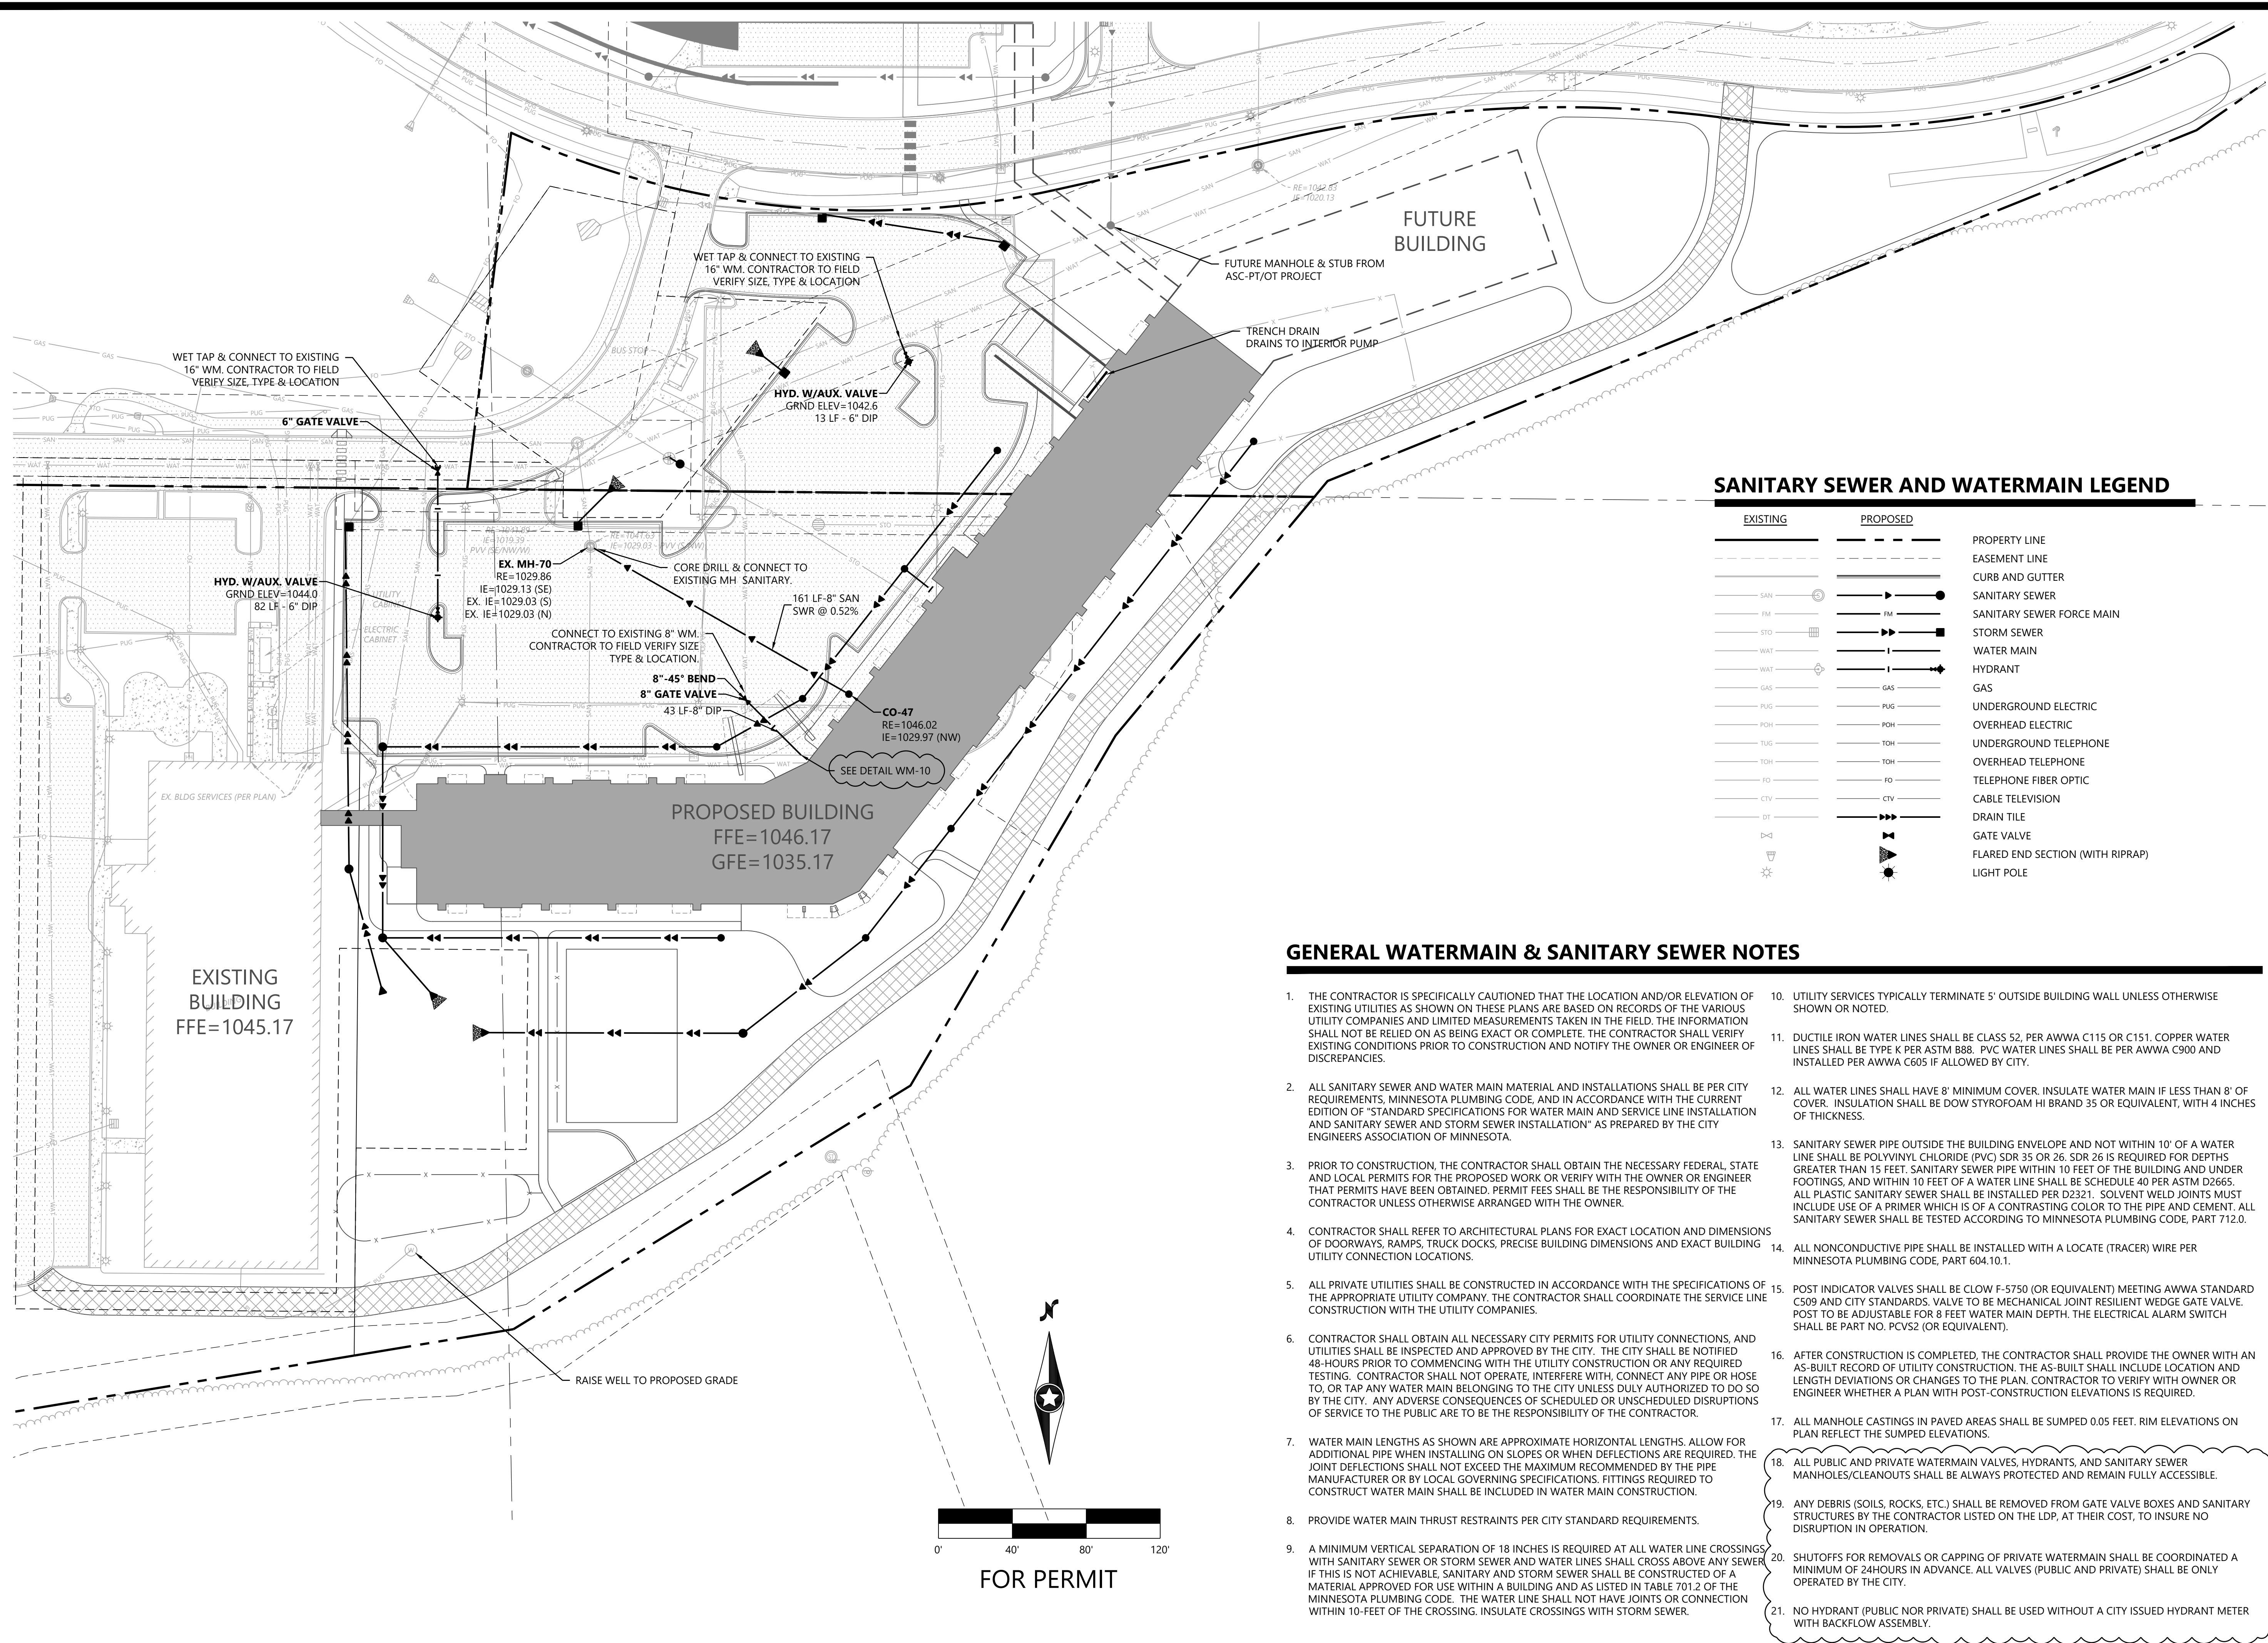 FUTURE
BUILDING
RE=1042.83
IE=1020.13
WET TAP & CONNECT TO EXISTING
16" WM. CONTRACTOR TO FIELD
VERIFY SIZE, TYPE & LOCATION
FUTURE MANHOLE & STUB FROM
ASC-PT/OT PROJECT
TRENCH DRAIN
DRAINS TO INTERIOR PUMP
BUS STOP
WET TAP & CONNECT TO EXISTING
16" WM. CONTRACTOR TO FIELD
VERIFY SIZE, TYPE & LOCATION
HYD. W/AUX. VALVE
GRND ELEV=1042.6
13 LF - 6" DIP
6" GATE VALVE
IE=1019.39
PVV (SE/NW/W)
RE=1041.63
IE=1029.03 - PVV (S/NW)
EX. MH-70
RE=1029.86
IE=1029.13 (SE)
EX. IE=1029.03 (S)
EX. IE=1029.03 (N)
CORE DRILL & CONNECT TO
EXISTING MH SANITARY.
HYD. W/AUX. VALVE
GRND ELEV=1044.0
82 LF - 6" DIP
UTILITY
CABINET
ELECTRIC
CABINET
161 LF-8" SAN
SWR @ 0.52%
CONNECT TO EXISTING 8" WM.
CONTRACTOR TO FIELD VERIFY SIZE
TYPE & LOCATION.
8"-45° BEND
8" GATE VALVE
43 LF-8" DIP
CO-47
RE=1046.02
IE=1029.97 (NW)
SEE DETAIL WM-10
EX. BLDG SERVICES (PER PLAN)
PROPOSED BUILDING
FFE=1046.17
GFE=1035.17
EXISTING
BUILDING
FFE=1045.17
RAISE WELL TO PROPOSED GRADE
0' 40' 80' 120'
FOR PERMIT
SANITARY SEWER AND WATERMAIN LEGEND
EXISTING PROPOSED
PROPERTY LINE
EASEMENT LINE
CURB AND GUTTER
SAN SANITARY SEWER
FM FM SANITARY SEWER FORCE MAIN
STO STORM SEWER
WAT I WATER MAIN
WAT I HYDRANT
GAS GAS GAS
PUG PUG UNDERGROUND ELECTRIC
POH POH OVERHEAD ELECTRIC
TUG TOH UNDERGROUND TELEPHONE
TOH TOH OVERHEAD TELEPHONE
FO FO TELEPHONE FIBER OPTIC
CTV CTV CABLE TELEVISION
DT DRAIN TILE
GATE VALVE
FLARED END SECTION (WITH RIPRAP)
LIGHT POLE
GENERAL WATERMAIN & SANITARY SEWER NOTES
1. THE CONTRACTOR IS SPECIFICALLY CAUTIONED THAT THE LOCATION AND/OR ELEVATION OF
EXISTING UTILITIES AS SHOWN ON THESE PLANS ARE BASED ON RECORDS OF THE VARIOUS
UTILITY COMPANIES AND LIMITED MEASUREMENTS TAKEN IN THE FIELD. THE INFORMATION
SHALL NOT BE RELIED ON AS BEING EXACT OR COMPLETE. THE CONTRACTOR SHALL VERIFY
EXISTING CONDITIONS PRIOR TO CONSTRUCTION AND NOTIFY THE OWNER OR ENGINEER OF
DISCREPANCIES.
2. ALL SANITARY SEWER AND WATER MAIN MATERIAL AND INSTALLATIONS SHALL BE PER CITY
REQUIREMENTS, MINNESOTA PLUMBING CODE, AND IN ACCORDANCE WITH THE CURRENT
EDITION OF "STANDARD SPECIFICATIONS FOR WATER MAIN AND SERVICE LINE INSTALLATION
AND SANITARY SEWER AND STORM SEWER INSTALLATION" AS PREPARED BY THE CITY
ENGINEERS ASSOCIATION OF MINNESOTA.
3. PRIOR TO CONSTRUCTION, THE CONTRACTOR SHALL OBTAIN THE NECESSARY FEDERAL, STATE
AND LOCAL PERMITS FOR THE PROPOSED WORK OR VERIFY WITH THE OWNER OR ENGINEER
THAT PERMITS HAVE BEEN OBTAINED. PERMIT FEES SHALL BE THE RESPONSIBILITY OF THE
CONTRACTOR UNLESS OTHERWISE ARRANGED WITH THE OWNER.
4. CONTRACTOR SHALL REFER TO ARCHITECTURAL PLANS FOR EXACT LOCATION AND DIMENSIONS
OF DOORWAYS, RAMPS, TRUCK DOCKS, PRECISE BUILDING DIMENSIONS AND EXACT BUILDING
UTILITY CONNECTION LOCATIONS.
5. ALL PRIVATE UTILITIES SHALL BE CONSTRUCTED IN ACCORDANCE WITH THE SPECIFICATIONS OF
THE APPROPRIATE UTILITY COMPANY. THE CONTRACTOR SHALL COORDINATE THE SERVICE LINE
CONSTRUCTION WITH THE UTILITY COMPANIES.
6. CONTRACTOR SHALL OBTAIN ALL NECESSARY CITY PERMITS FOR UTILITY CONNECTIONS, AND
UTILITIES SHALL BE INSPECTED AND APPROVED BY THE CITY. THE CITY SHALL BE NOTIFIED
48-HOURS PRIOR TO COMMENCING WITH THE UTILITY CONSTRUCTION OR ANY REQUIRED
TESTING. CONTRACTOR SHALL NOT OPERATE, INTERFERE WITH, CONNECT ANY PIPE OR HOSE
TO, OR TAP ANY WATER MAIN BELONGING TO THE CITY UNLESS DULY AUTHORIZED TO DO SO
BY THE CITY. ANY ADVERSE CONSEQUENCES OF SCHEDULED OR UNSCHEDULED DISRUPTIONS
OF SERVICE TO THE PUBLIC ARE TO BE THE RESPONSIBILITY OF THE CONTRACTOR.
7. WATER MAIN LENGTHS AS SHOWN ARE APPROXIMATE HORIZONTAL LENGTHS. ALLOW FOR
ADDITIONAL PIPE WHEN INSTALLING ON SLOPES OR WHEN DEFLECTIONS ARE REQUIRED. THE
JOINT DEFLECTIONS SHALL NOT EXCEED THE MAXIMUM RECOMMENDED BY THE PIPE
MANUFACTURER OR BY LOCAL GOVERNING SPECIFICATIONS. FITTINGS REQUIRED TO
CONSTRUCT WATER MAIN SHALL BE INCLUDED IN WATER MAIN CONSTRUCTION.
8. PROVIDE WATER MAIN THRUST RESTRAINTS PER CITY STANDARD REQUIREMENTS.
9. A MINIMUM VERTICAL SEPARATION OF 18 INCHES IS REQUIRED AT ALL WATER LINE CROSSINGS
WITH SANITARY SEWER OR STORM SEWER AND WATER LINES SHALL CROSS ABOVE ANY SEWER
IF THIS IS NOT ACHIEVABLE, SANITARY AND STORM SEWER SHALL BE CONSTRUCTED OF A
MATERIAL APPROVED FOR USE WITHIN A BUILDING AND AS LISTED IN TABLE 701.2 OF THE
MINNESOTA PLUMBING CODE. THE WATER LINE SHALL NOT HAVE JOINTS OR CONNECTION
WITHIN 10-FEET OF THE CROSSING. INSULATE CROSSINGS WITH STORM SEWER.
10. UTILITY SERVICES TYPICALLY TERMINATE 5' OUTSIDE BUILDING WALL UNLESS OTHERWISE
SHOWN OR NOTED.
11. DUCTILE IRON WATER LINES SHALL BE CLASS 52, PER AWWA C115 OR C151. COPPER WATER
LINES SHALL BE TYPE K PER ASTM B88. PVC WATER LINES SHALL BE PER AWWA C900 AND
INSTALLED PER AWWA C605 IF ALLOWED BY CITY.
12. ALL WATER LINES SHALL HAVE 8' MINIMUM COVER. INSULATE WATER MAIN IF LESS THAN 8' OF
COVER. INSULATION SHALL BE DOW STYROFOAM HI BRAND 35 OR EQUIVALENT, WITH 4 INCHES
OF THICKNESS.
13. SANITARY SEWER PIPE OUTSIDE THE BUILDING ENVELOPE AND NOT WITHIN 10' OF A WATER
LINE SHALL BE POLYVINYL CHLORIDE (PVC) SDR 35 OR 26. SDR 26 IS REQUIRED FOR DEPTHS
GREATER THAN 15 FEET. SANITARY SEWER PIPE WITHIN 10 FEET OF THE BUILDING AND UNDER
FOOTINGS, AND WITHIN 10 FEET OF A WATER LINE SHALL BE SCHEDULE 40 PER ASTM D2665.
ALL PLASTIC SANITARY SEWER SHALL BE INSTALLED PER D2321. SOLVENT WELD JOINTS MUST
INCLUDE USE OF A PRIMER WHICH IS OF A CONTRASTING COLOR TO THE PIPE AND CEMENT. ALL
SANITARY SEWER SHALL BE TESTED ACCORDING TO MINNESOTA PLUMBING CODE, PART 712.0.
14. ALL NONCONDUCTIVE PIPE SHALL BE INSTALLED WITH A LOCATE (TRACER) WIRE PER
MINNESOTA PLUMBING CODE, PART 604.10.1.
15. POST INDICATOR VALVES SHALL BE CLOW F-5750 (OR EQUIVALENT) MEETING AWWA STANDARD
C509 AND CITY STANDARDS. VALVE TO BE MECHANICAL JOINT RESILIENT WEDGE GATE VALVE.
POST TO BE ADJUSTABLE FOR 8 FEET WATER MAIN DEPTH. THE ELECTRICAL ALARM SWITCH
SHALL BE PART NO. PCVS2 (OR EQUIVALENT).
16. AFTER CONSTRUCTION IS COMPLETED, THE CONTRACTOR SHALL PROVIDE THE OWNER WITH AN
AS-BUILT RECORD OF UTILITY CONSTRUCTION. THE AS-BUILT SHALL INCLUDE LOCATION AND
LENGTH DEVIATIONS OR CHANGES TO THE PLAN. CONTRACTOR TO VERIFY WITH OWNER OR
ENGINEER WHETHER A PLAN WITH POST-CONSTRUCTION ELEVATIONS IS REQUIRED.
17. ALL MANHOLE CASTINGS IN PAVED AREAS SHALL BE SUMPED 0.05 FEET. RIM ELEVATIONS ON
PLAN REFLECT THE SUMPED ELEVATIONS.
18. ALL PUBLIC AND PRIVATE WATERMAIN VALVES, HYDRANTS, AND SANITARY SEWER
MANHOLES/CLEANOUTS SHALL BE ALWAYS PROTECTED AND REMAIN FULLY ACCESSIBLE.
19. ANY DEBRIS (SOILS, ROCKS, ETC.) SHALL BE REMOVED FROM GATE VALVE BOXES AND SANITARY
STRUCTURES BY THE CONTRACTOR LISTED ON THE LDP, AT THEIR COST, TO INSURE NO
DISRUPTION IN OPERATION.
20. SHUTOFFS FOR REMOVALS OR CAPPING OF PRIVATE WATERMAIN SHALL BE COORDINATED A
MINIMUM OF 24HOURS IN ADVANCE. ALL VALVES (PUBLIC AND PRIVATE) SHALL BE ONLY
OPERATED BY THE CITY.
21. NO HYDRANT (PUBLIC NOR PRIVATE) SHALL BE USED WITHOUT A CITY ISSUED HYDRANT METER
WITH BACKFLOW ASSEMBLY.